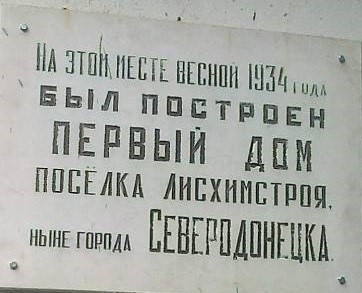 НА ЭТОМ МЕСТЕ ВЕСНОЙ 1934 ГОДА
БЫЛ ПОСТРОЕН
ПЕРВЫЙ ДОМ
ПОСЁЛКА ЛИСХИМСТРОЯ,
НЫНЕ ГОРОДА СЕВЕРОДОНЕЦКА.